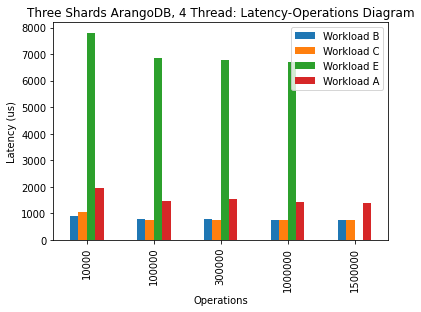 Three Shards ArangoDB, 4 Thread: Latency-Operations Diagram
Workload B
Workload C
Workload E
Workload A
8000
7000
6000
5000
4000
3000
2000
1000
0
Latency (us)
10000
100000
300000
1000000
1500000
Operations